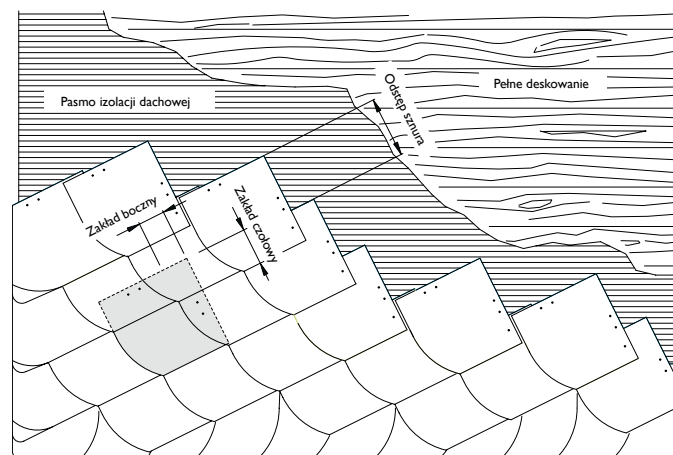 Pełne deskowanie
Pasmo izolacji dachowej
Odstęp sznura
Zakład boczny
Zakład czołowy